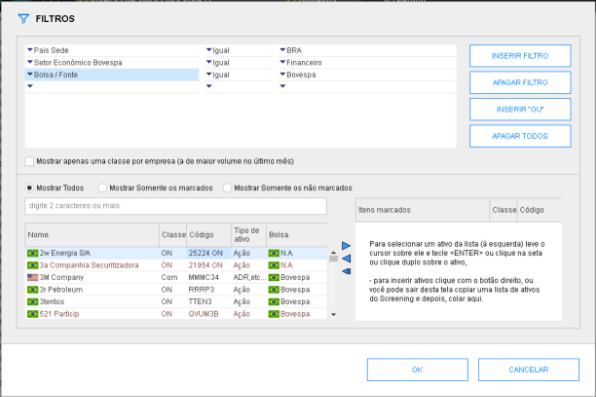 FILTROS
País Sede Igual BRA
Setor Econômico Bovespa Igual Financeiro
Bolsa / Fonte Igual Bovespa
INSERIR FILTRO
APAGAR FILTRO
INSERIR "OU"
APAGAR TODOS
Mostrar apenas uma classe por empresa (a de maior volume no último mês)
Mostrar Todos Mostrar Somente os marcados Mostrar Somente os não marcados
digite 2 caracteres ou mais
Nome Classe Código Tipo de ativo Bolsa
2w Energia S/A ON 25224 ON Ação N.A.
3a Companhia Securitizadora ON 21954 ON Ação N.A.
3M Company Com MMMC34 ADR,etc... Bovespa
3r Petroleum ON RRRP3 Ação Bovespa
3tentos ON TTEN3 Ação Bovespa
521 Particip ON QVUM3B Ação Bovespa
Itens marcados Classe Código
Para selecionar um ativo da lista (á esquerda) leve o
cursor sobre ele e tecle <ENTER> ou clique na seta
ou clique duplo sobre o ativo,
- para inserir ativos clique com o botão direito, ou
você pode sair desta tela copiar uma lista de ativos
do Screening e depois, colar aqui.
OK
CANCELAR